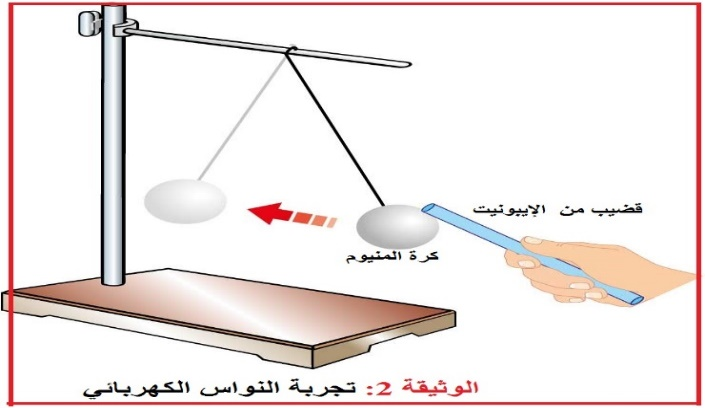 قضيب من الإيبونيت
كرة المنيوم
الوثيقة 2: تجربة النواس الكهربائي